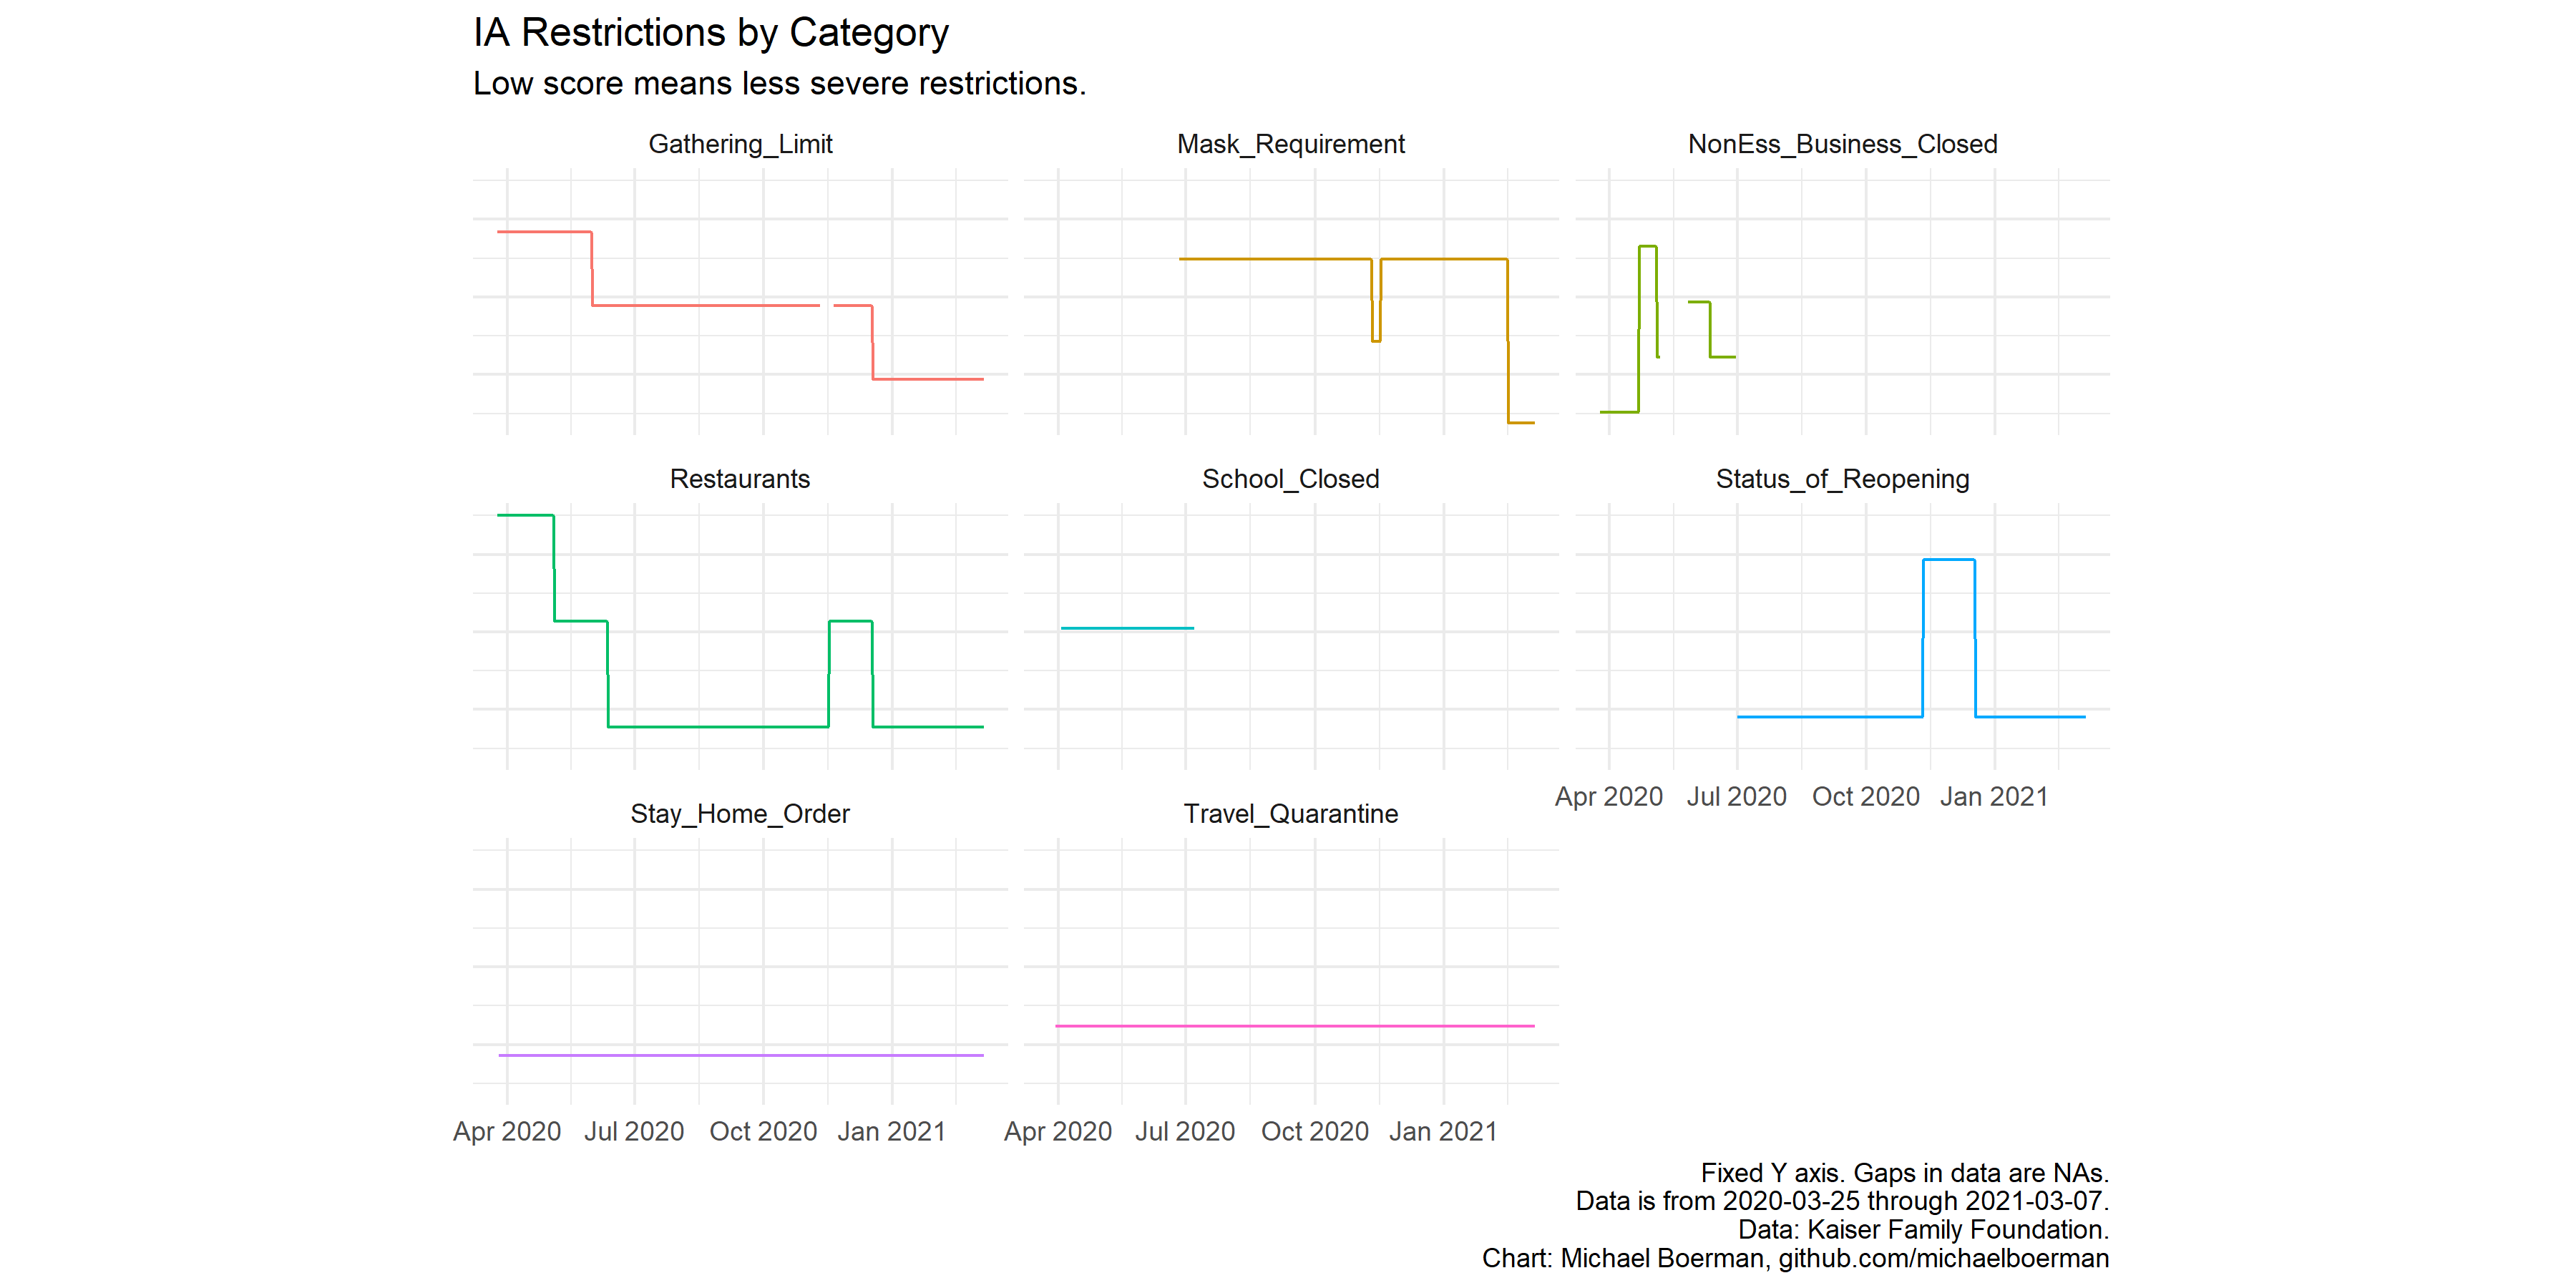 IA Restrictions by Category
Low score means less severe restrictions.
Gathering_Limit
Mask_Requirement
NonEss_Business_Closed
Restaurants
School_Closed
Status_of_Reopening
Apr 2020 Jul 2020 Oct 2020 Jan 2021
Stay_Home_Order
Travel_Quarantine
Apr 2020 Jul 2020 Oct 2020 Jan 2021
Apr 2020 Jul 2020 Oct 2020 Jan 2021
Fixed Y axis. Gaps in data are NAs.
Data is from 2020-03-25 through 2021-03-07.
Data: Kaiser Family Foundation.
Chart: Michael Boerman, github.com/michaelboerman